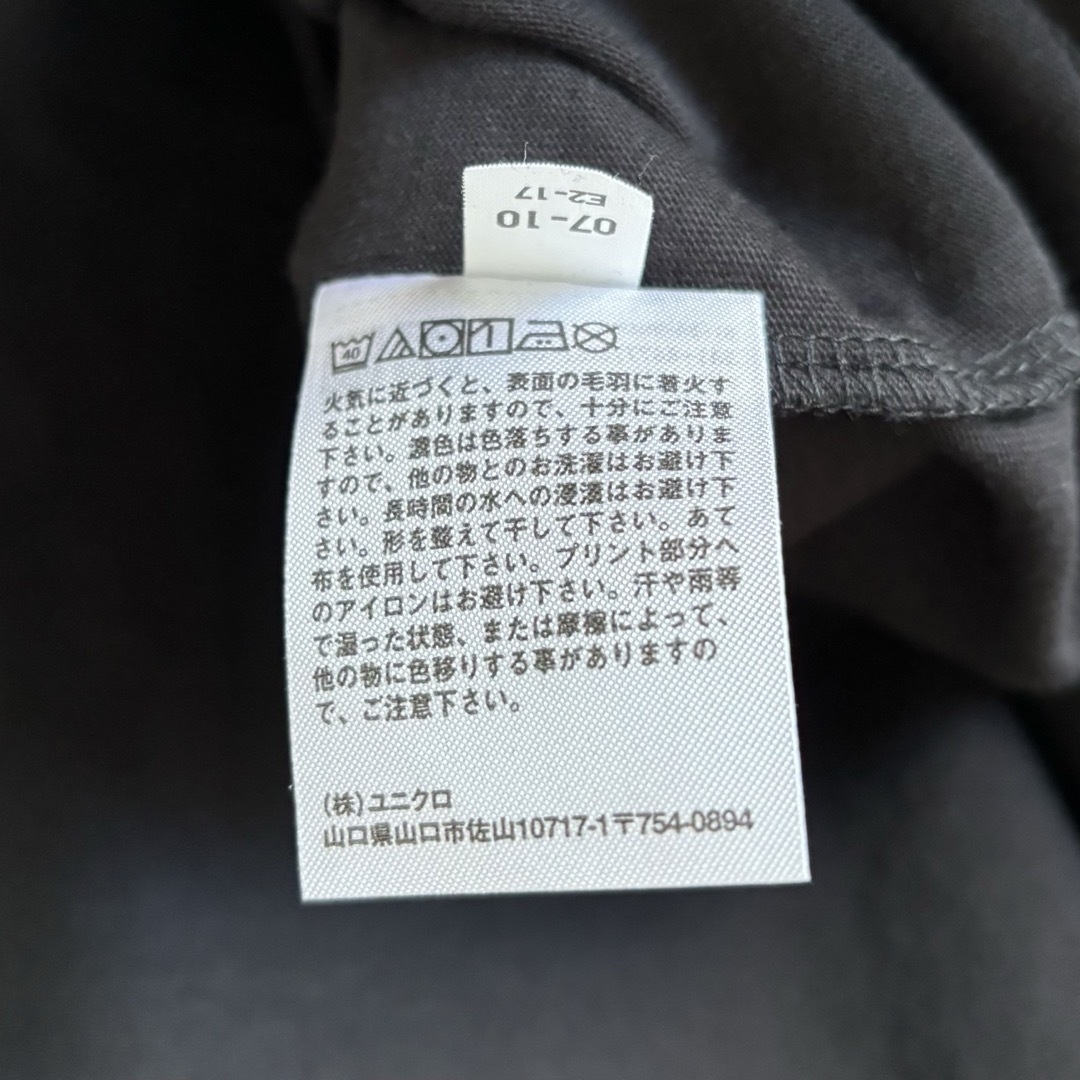 07-10
E2-17
40
火気に近づくと、表面の毛羽に着火す
ることがありますので、十分にご注意
下さい。濃色は色落ちする事がありま
すので、他の物とのお洗濯はお避け下
さい。長時間の水への浸漬はお避け下
さい。形を整えて干して下さい。あて
布を使用して下さい。プリント部分へ
のアイロンはお避け下さい。汗や雨等
で湿った状態、または摩擦によって、
他の物に色移りする事がありますの
で、ご注意下さい。
(株)ユニクロ
山口県山口市佐山10717-1〒754-0894